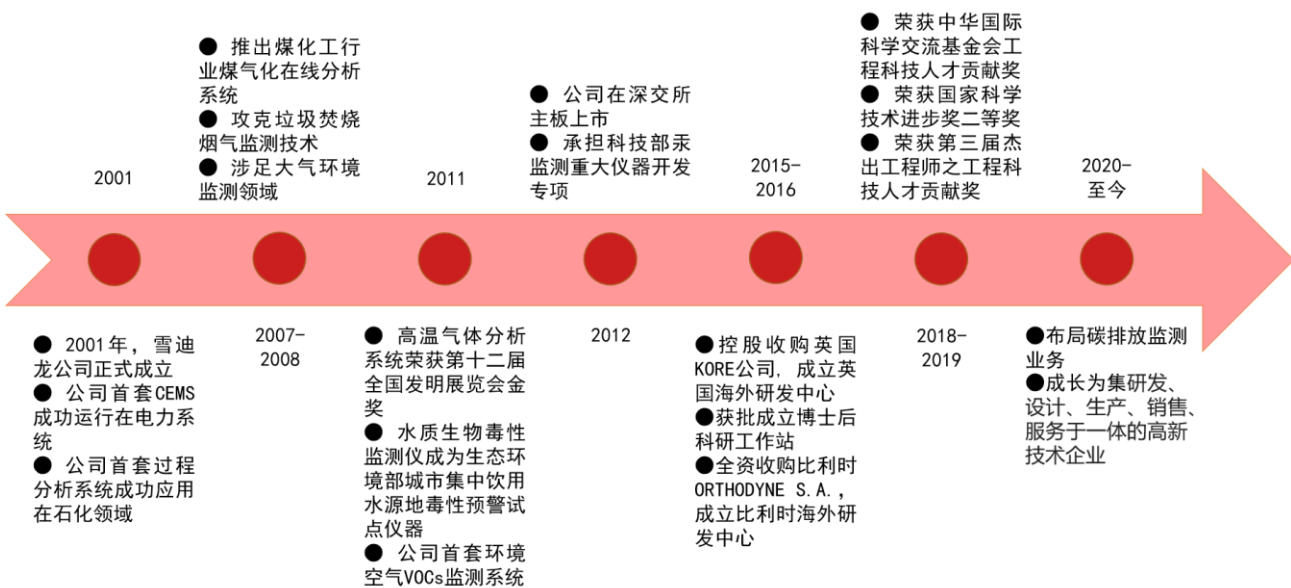 2001
● 2001年，雪迪
龙公司正式成立
● 公司首套CEMS
成功运行在电力系
统
● 公司首套过程
分析系统成功应用
在石化领域
● 推出煤化工行
业煤气化在线分析
系统
● 攻克垃圾焚烧
烟气监测技术
● 涉足大气环境
监测领域
2007-
2008
2011
● 高温气体分析
系统荣获第十二届
全国发明展览会金
奖
● 水质生物毒性
监测仪成为生态环
境部城市集中饮用
水源地毒性预警试
点仪器
● 公司首套环境
空气VOCs监测系统
● 公司在深交所
主板上市
● 承担科技部汞
监测重大仪器开发
专项
2012
2015-
2016
●控股收购英国
KORE公司，成立英
国海外研发中心
●获批成立博士后
科研工作站
●全资收购比利时
ORTHODYNE S.A.，
成立比利时海外研
发中心
● 荣获中华国际
科学交流基金会工
程科技人才贡献奖
● 荣获国家科学
技术进步奖二等奖
● 荣获第三届杰
出工程师之工程科
技人才贡献奖
2018-
2019
2020-
至今
●布局碳排放监测
业务
●成长为集研发、
设计、生产、销售、
服务于一体的高新
技术企业